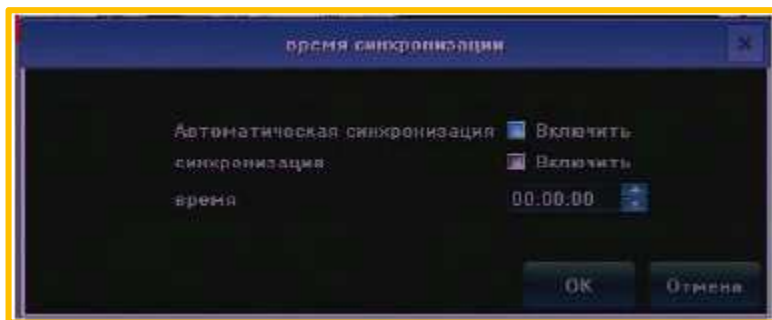 время синхронизации
Автоматическая синхронизация Включить
синхронизация Включить
время 00.00.00
OK Отмена